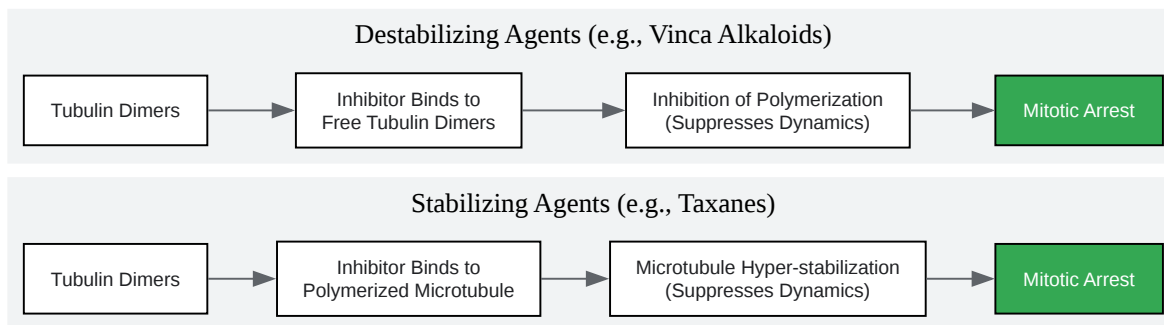 Destabilizing Agents (e.g., Vinca Alkaloids)
Tubulin Dimers
Inhibitor Binds to
Free Tubulin Dimers
Inhibition of Polymerization
(Suppresses Dynamics)
Mitotic Arrest
Stabilizing Agents (e.g., Taxanes)
Tubulin Dimers
Inhibitor Binds to
Polymerized Microtubule
Microtubule Hyper-stabilization
(Suppresses Dynamics)
Mitotic Arrest